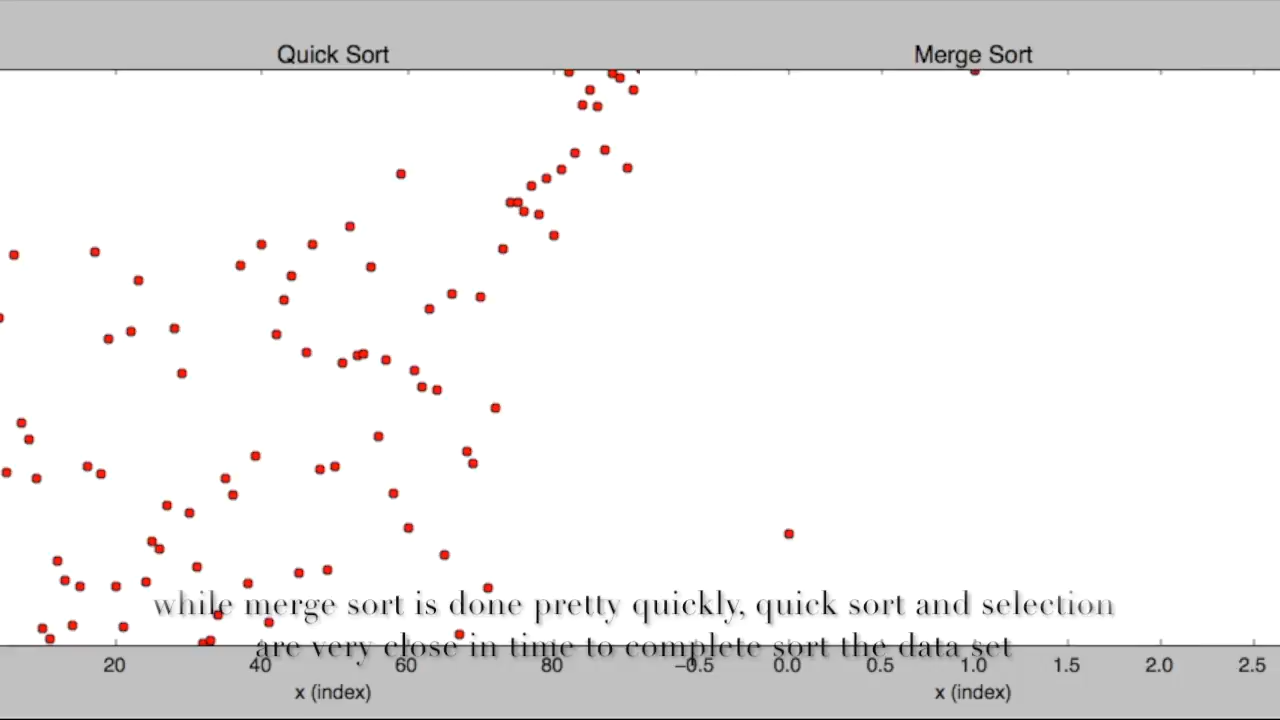 Quick Sort
Merge Sort
while merge sort is done pretty quickly, quick sort and selection
are very close in time to complete sort the data set
20 40 60 80
−0.5 0.0 0.5 1.0 1.5 2.0 2.5
x (index)
x (index)